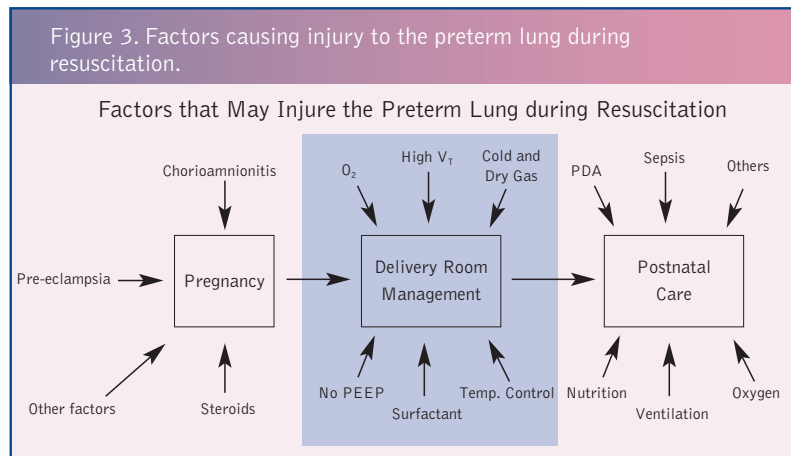 Figure 3. Factors causing injury to the preterm lung during
resuscitation.
Factors that May Injure the Preterm Lung during Resuscitation
Chorioamnionitis
Pre-eclampsia
Pregnancy
Other factors
Steroids
O₂
High V_T
Cold and
Dry Gas
Delivery Room
Management
No PEEP
Surfactant
Temp. Control
PDA
Sepsis
Others
Postnatal
Care
Nutrition
Ventilation
Oxygen